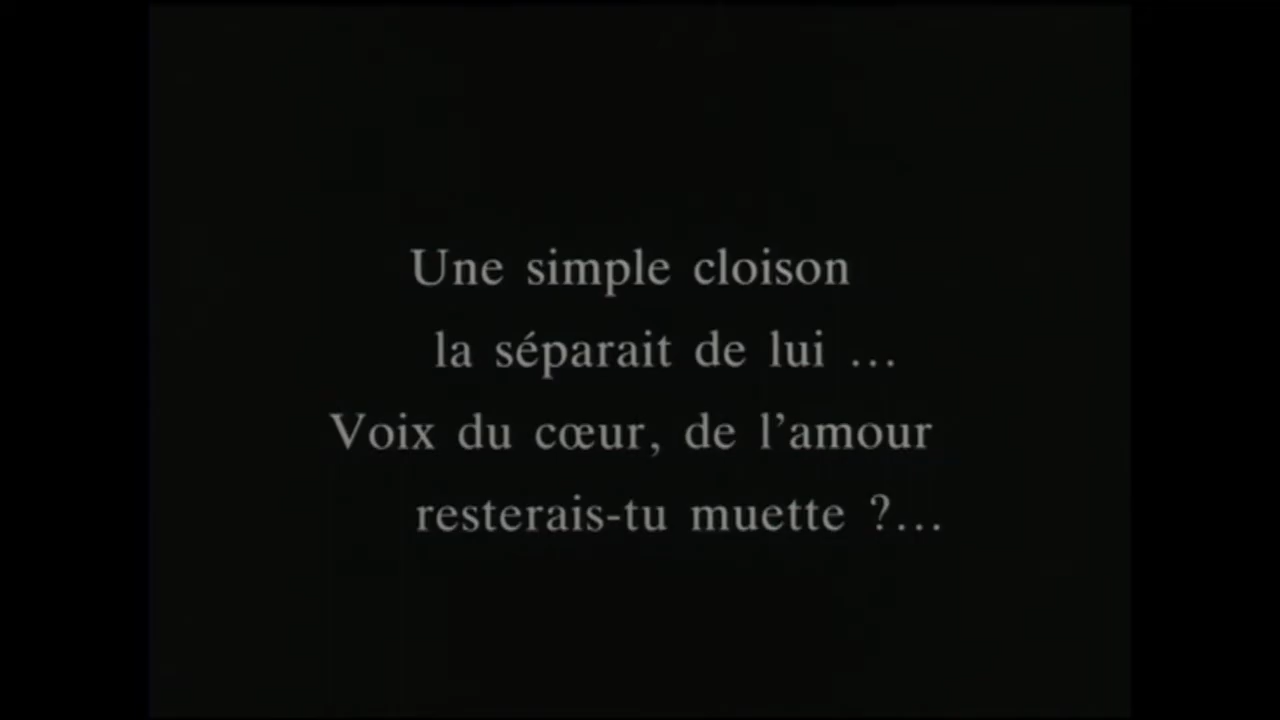 Une simple cloison
la séparait de lui ...
Voix du cœur, de l’amour
resterais-tu muette ?...